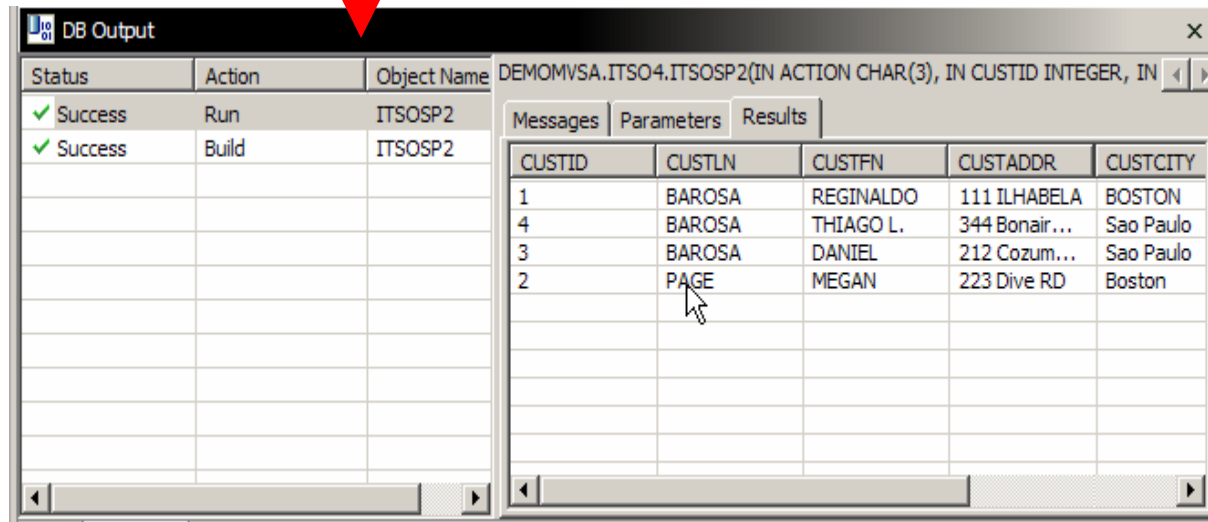 DB Output
Status Action Object Name
Success Run ITSOSP2
Success Build ITSOSP2
DEMOMVSA.ITSO4.ITSOSP2(IN ACTION CHAR(3), IN CUSTID INTEGER, IN
Messages Parameters Results
CUSTID CUSTLN CUSTFN CUSTADDR CUSTCITY
1 BAROSA REGINALDO 111 ILHABELA BOSTON
4 BAROSA THIAGO L. 344 Bonair... Sao Paulo
3 BAROSA DANIEL 212 Cozum... Sao Paulo
2 PAGE MEGAN 223 Dive RD Boston